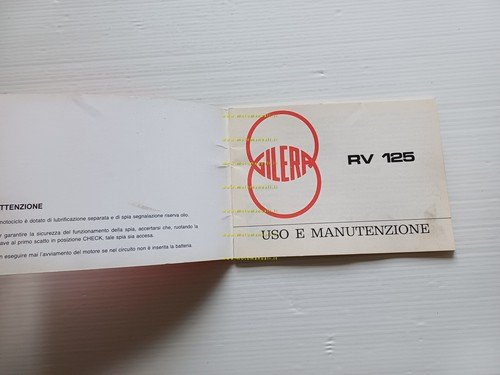 TTENZIONE
motociclo è dotato di lubrificazione separata e di spia segnalazione riserva olio.
r garantire la sicurezza del funzionamento della spia, accertarsi che, ruotando la
ave al primo scatto in posizione CHECK, tale spia sia accesa.
n eseguire mai l'avviamento del motore se nel circuito non è inserita la batteria.
GILERA
RV 125
USO E MANUTENZIONE